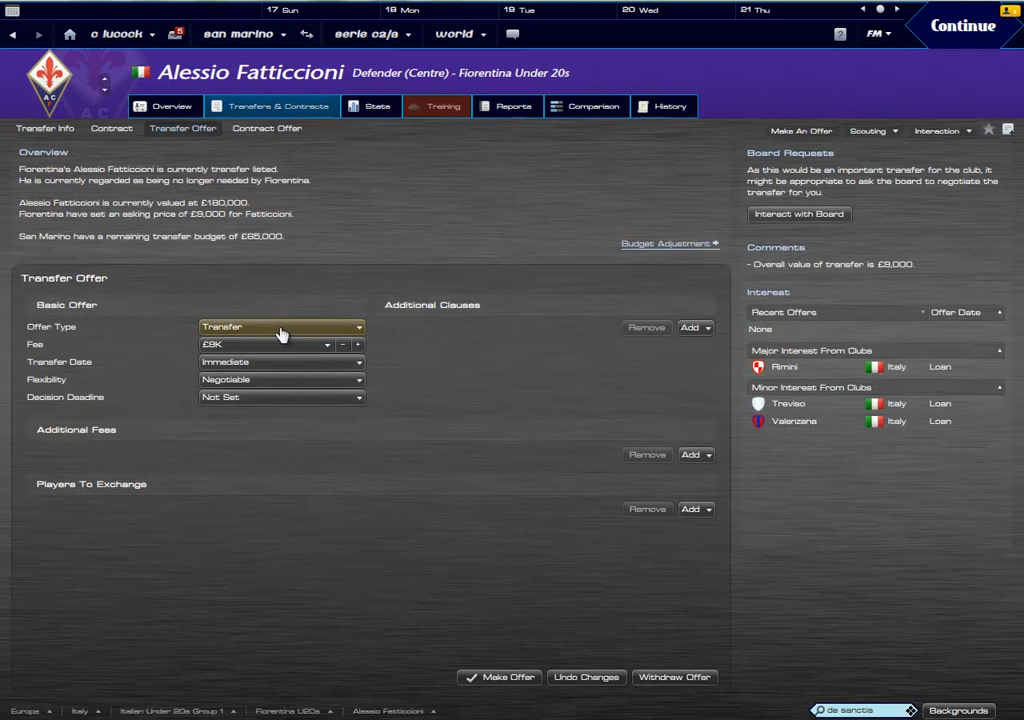 17 Sun 18 Mon 19 Tue 20 Wed 21 Thu
c lucock san marino serie c2/a world FM Continue
5
Alessio Fatticcioni Defender (Centre) - Fiorentina Under 20s
AC
Overview Transfers & Contracts Stats Training Reports Comparison History
Transfer Info Contract Transfer Offer Contract Offer Make An Offer Scouting Interaction
Overview
Fiorentina's Alessio Fatticcioni is currently transfer listed.
He is currently regarded as being no longer needed by Fiorentina.
Alessio Fatticcioni is currently valued at £180,000.
Fiorentina have set an asking price of £9,000 for Fatticcioni.
San Marino have a remaining transfer budget of £65,000.
Budget Adjustment
Transfer Offer
Basic Offer Additional Clauses
Offer Type Transfer Remove Add
Fee £9K - +
Transfer Date Immediate
Flexibility Negotiable
Decision Deadline Not Set
Additional Fees
Remove Add
Players To Exchange
Remove Add
Make Offer Undo Changes Withdraw Offer
Board Requests
As this would be an important transfer for the club, it
might be appropriate to ask the board to negotiate the
transfer for you.
Interact with Board
Comments
- Overall value of transfer is £9,000.
Interest
Recent Offers Offer Date
None
Major Interest From Clubs
Rimini Italy Loan
Minor Interest From Clubs
Treviso Italy Loan
Valenzana Italy Loan
Europe Italy Italian Under 20s Group 1 Fiorentina U20s Alessio Fatticcioni de sanctis Backgrounds